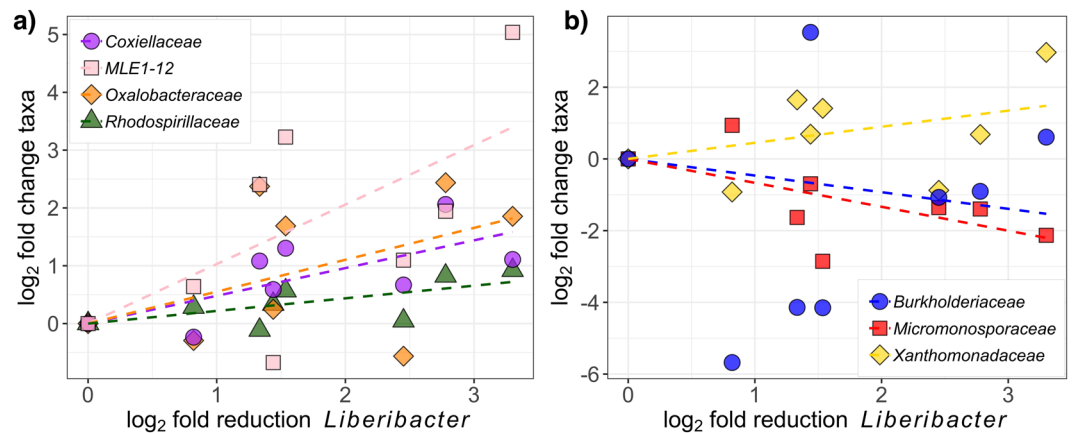 a)
log2 fold change taxa
5
4
3
2
1
0
Coxiellaceae
MLE1-12
Oxalobacteraceae
Rhodospirillaceae
0 1 2 3
log2 fold reduction Liberibacter
b)
log2 fold change taxa
2
0
-2
-4
-6
Burkholderiaceae
Micromonosporaceae
Xanthomonadaceae
0 1 2 3
log2 fold reduction Liberibacter